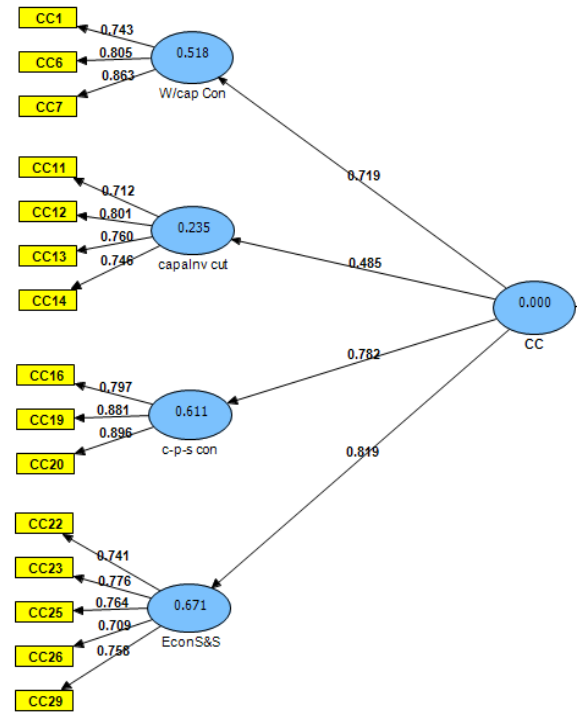 CC1
0.743
CC6
0.805
0.518
CC7
0.863
W/cap Con
CC11
0.719
0.712
CC12
0.801
0.235
CC13
0.760
capaInv cut
0.746
0.485
CC14
0.000
CC
CC16
0.782
0.797
CC19
0.881
0.611
0.896
CC20
c-p-s con
0.819
CC22
0.741
CC23
0.776
CC25
0.764
0.671
0.709
EconS&S
CC26
0.758
CC29